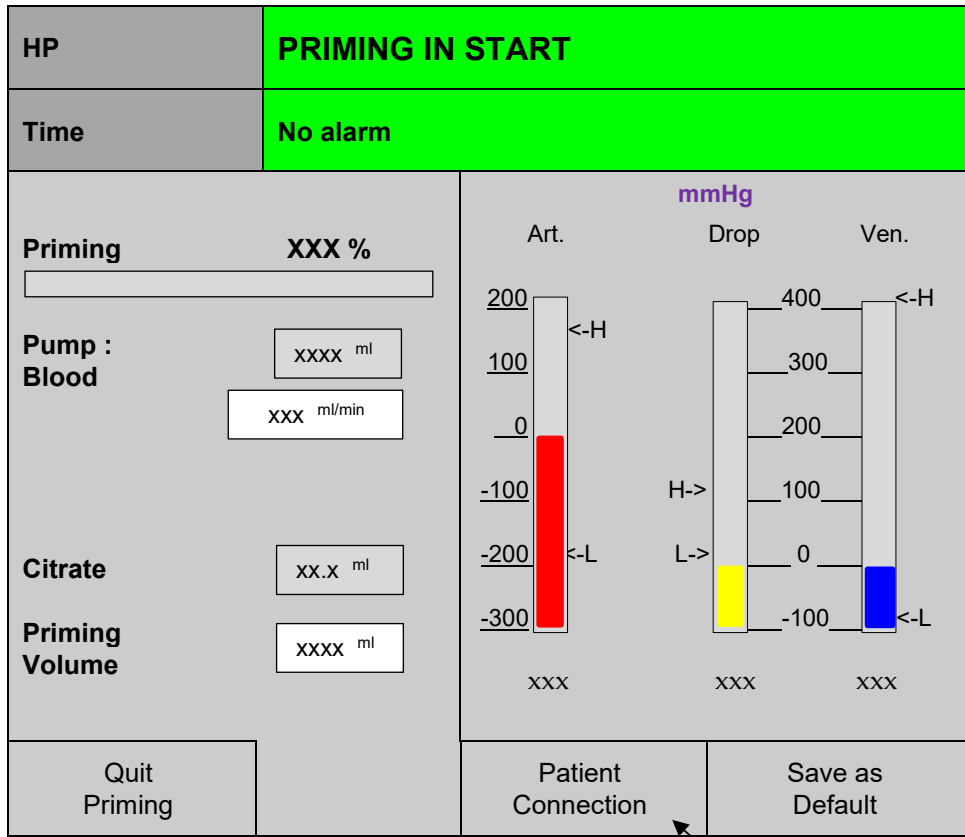 HP
PRIMING IN START
Time
No alarm
Priming XXX %
Pump :
Blood
xxxx ml
xxx ml/min
Citrate
xx.x ml
Priming
Volume
xxxx ml
mmHg
Art. Drop Ven.
200 400 <-H
<-H
100 300
0 200
-100 H-> 100
-200 <-L L-> 0
-300 -100 <-L
xxx xxx xxx
Quit
Priming
Patient
Connection
Save as
Default